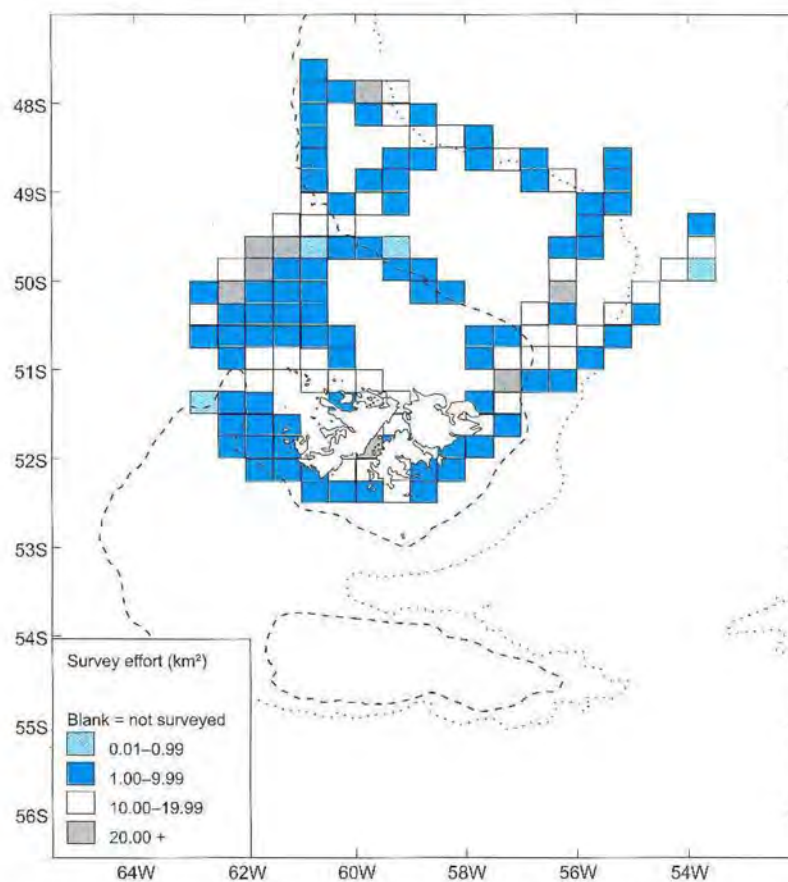 48S
49S
50S
51S
52S
53S
54S
55S
56S
Survey effort (km²)
Blank = not surveyed
0.01–0.99
1.00–9.99
10.00–19.99
20.00 +
64W 62W 60W 58W 56W 54W